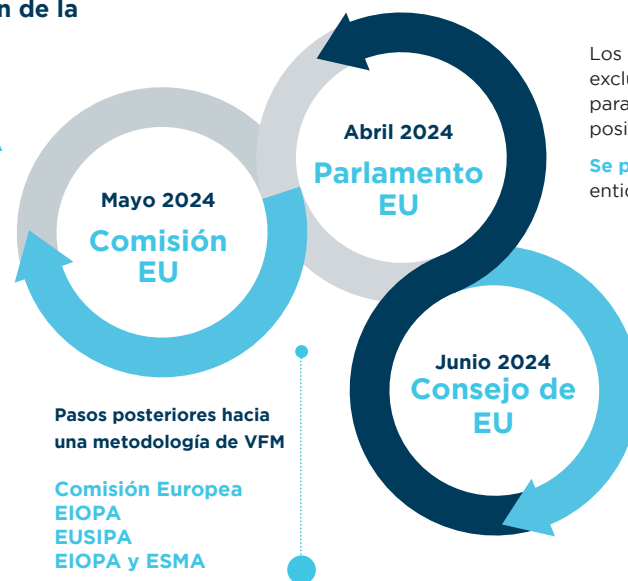 n de la
Abril 2024
Parlamento
EU
Mayo 2024
Comisión
EU
Junio 2024
Consejo de
EU
Los
exclu
para
posi
Se p
entic
Pasos posteriores hacia
una metodología de VFM
Comisión Europea
EIOPA
EUSIPA
EIOPA y ESMA